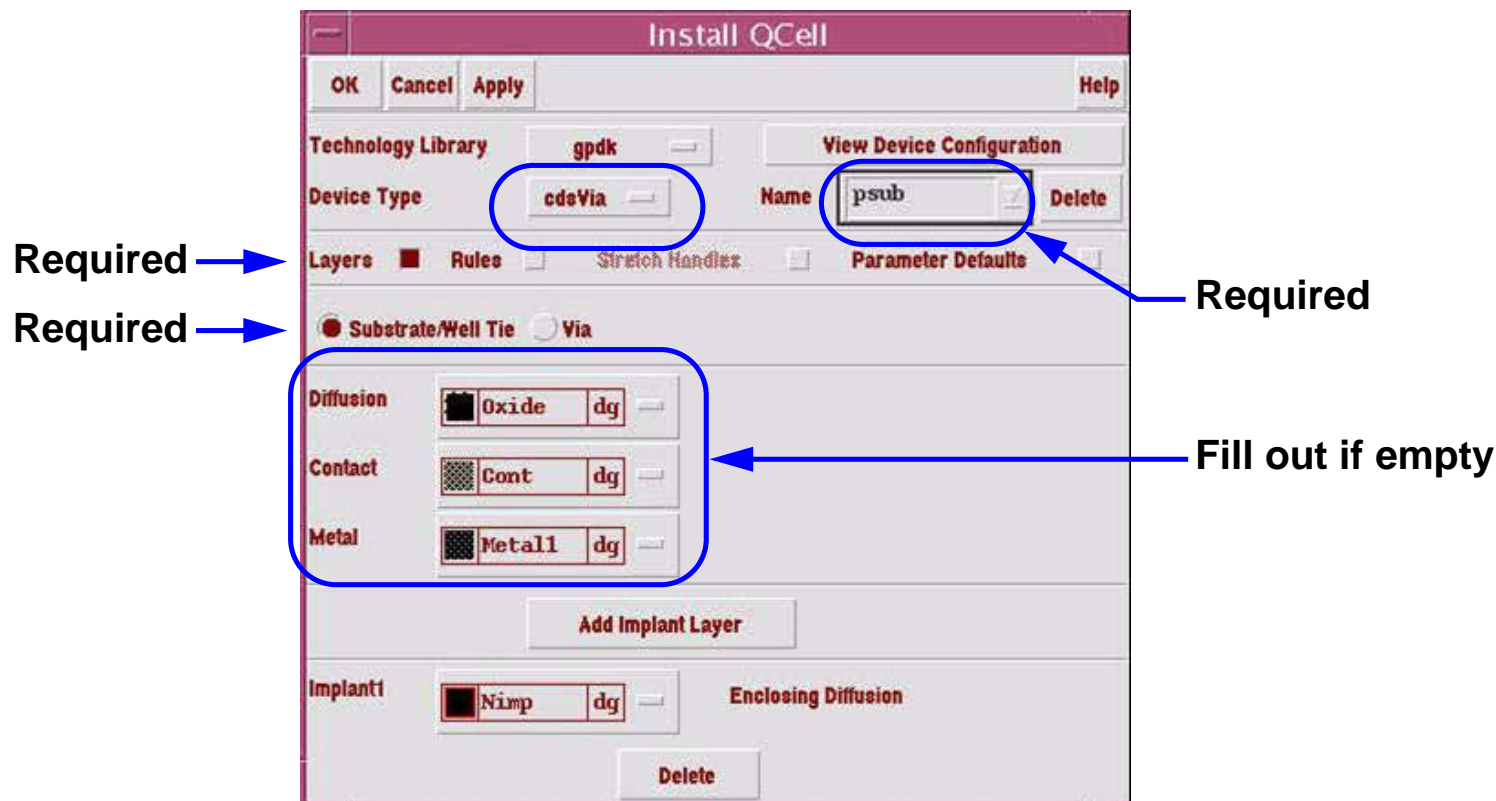 Install QCell
OK Cancel Apply Help
Technology Library gpdk View Device Configuration
Device Type cdsVia Name psub Delete
Required Layers Rules Stretch Handles Parameter Defaults
Required
Required Substrate/Well Tie Via
Diffusion Oxide dg
Fill out if empty
Contact Cont dg
Metal Metal1 dg
Add Implant Layer
Implant1 Nimp dg Enclosing Diffusion
Delete